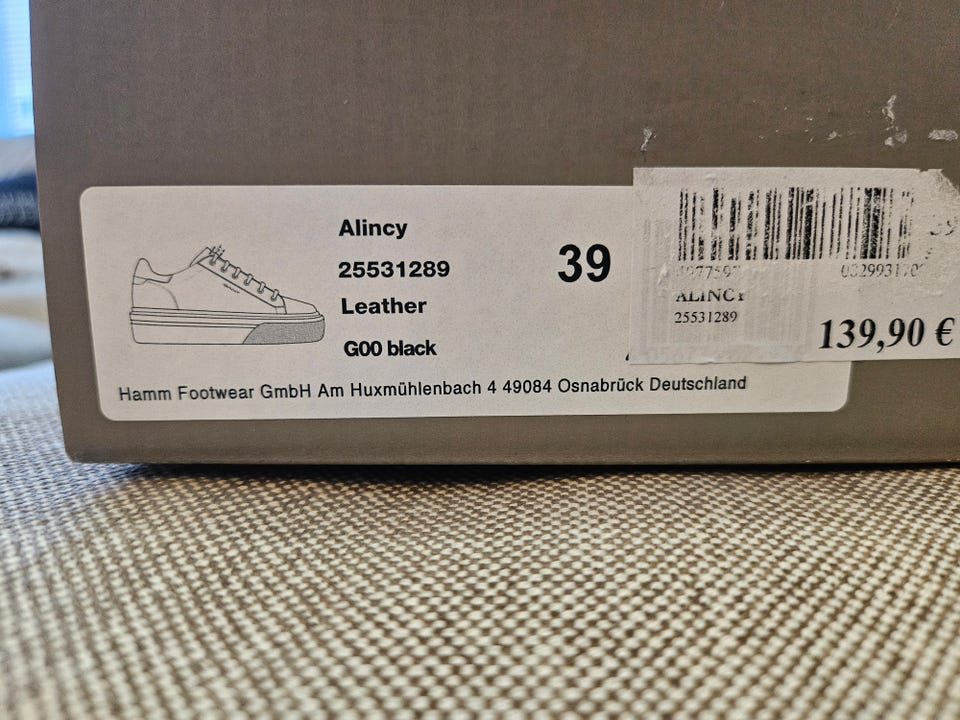 Alincy
25531289
Leather
G00 black
39
Hamm Footwear GmbH Am Huxmühlenbach 4 49084 Osnabrück Deutschland
ALINCY
25531289
139,90 €